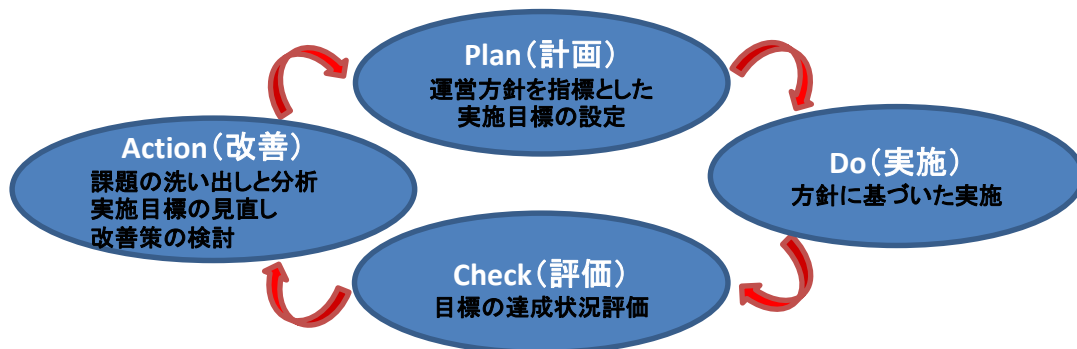 Plan（計画）
運営方針を指標とした
実施目標の設定
Do（実施）
方針に基づいた実施
Check（評価）
目標の達成状況評価
Action（改善）
課題の洗い出しと分析
実施目標の見直し
改善策の検討